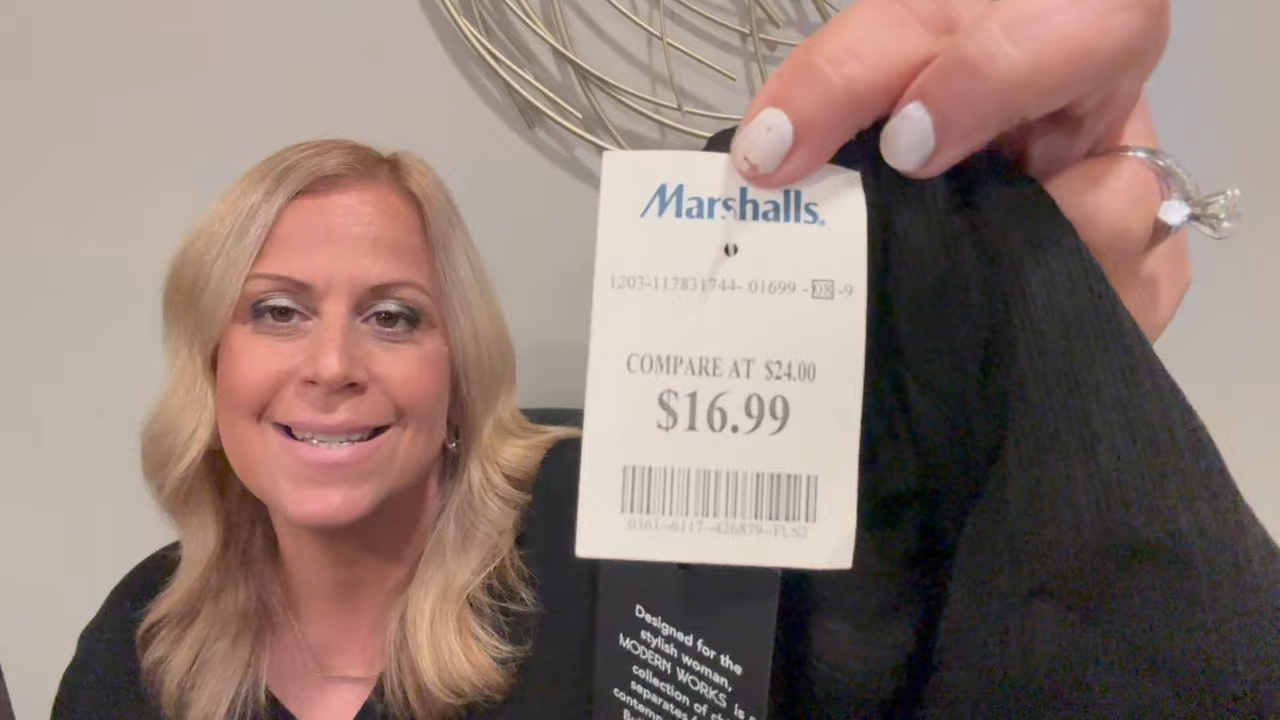 Marshalls.
1203-117831744- 01699 - 08 -9
COMPARE AT $24.00
$16.99
0361-6117-426879-FLS2
Designed for the
stylish woman,
MODERN WORKS is a
collection of
separates